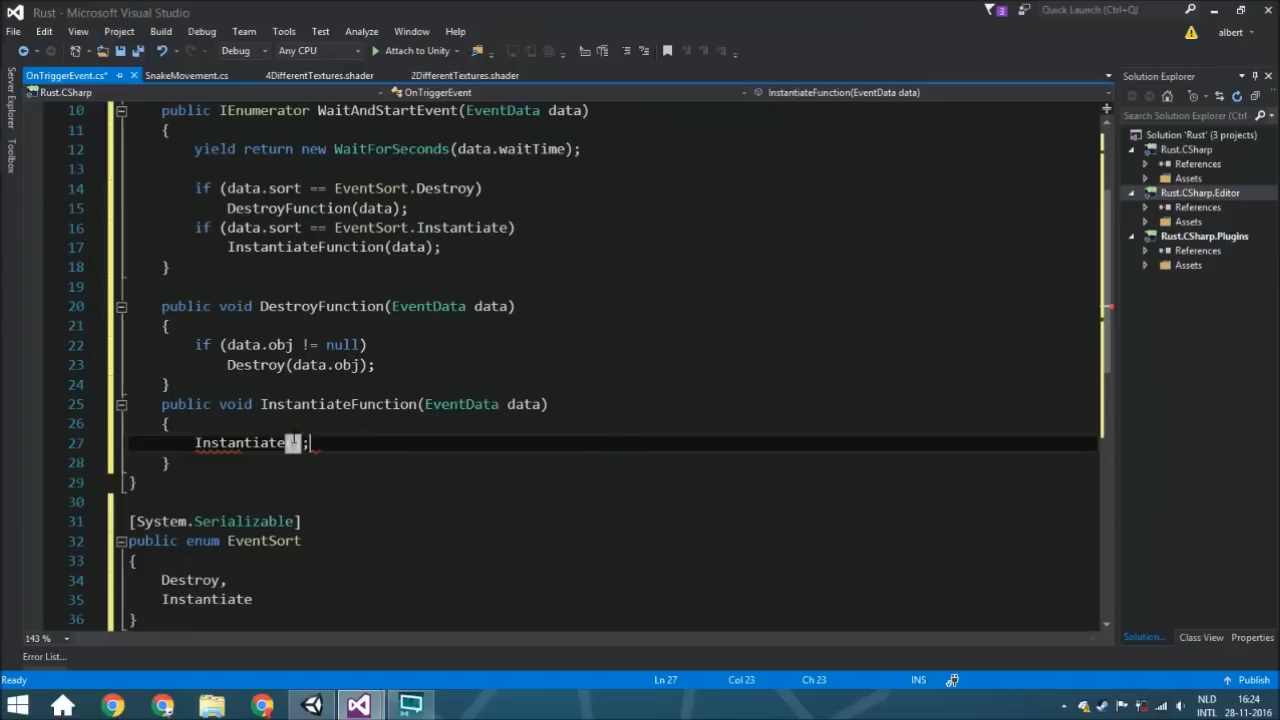 Rust - Microsoft Visual Studio
3
Quick Launch (Ctrl+Q)
File Edit View Project Build Debug Team Tools Test Analyze Window Help
albert
Debug Any CPU Attach to Unity
OnTriggerEvent.cs* SnakeMovement.cs 4DifferentTextures.shader 2DifferentTextures.shader
Rust.CSharp OnTriggerEvent InstantiateFunction(EventData data)
Server Explorer
Toolbox
10 public IEnumerator WaitAndStartEvent(EventData data)
11 {
12 yield return new WaitForSeconds(data.waitTime);
13
14 if (data.sort == EventSort.Destroy)
15 DestroyFunction(data);
16 if (data.sort == EventSort.Instantiate)
17 InstantiateFunction(data);
18 }
19
20 public void DestroyFunction(EventData data)
21 {
22 if (data.obj != null)
23 Destroy(data.obj);
24 }
25 public void InstantiateFunction(EventData data)
26 {
27 Instantiate();
28 }
29 }
30
31 [System.Serializable]
32 public enum EventSort
33 {
34 Destroy,
35 Instantiate
36 }
Solution Explorer
Search Solution Explorer (Ctrl
Solution 'Rust' (3 projects)
Rust.CSharp
References
Assets
Rust.CSharp.Editor
References
Assets
Rust.CSharp.Plugins
References
Assets
143 %
Solution... Class View Properties
Error List...
Ready Ln 27 Col 23 Ch 23 INS Publish
NLD 16:24
INTL 28-11-2016